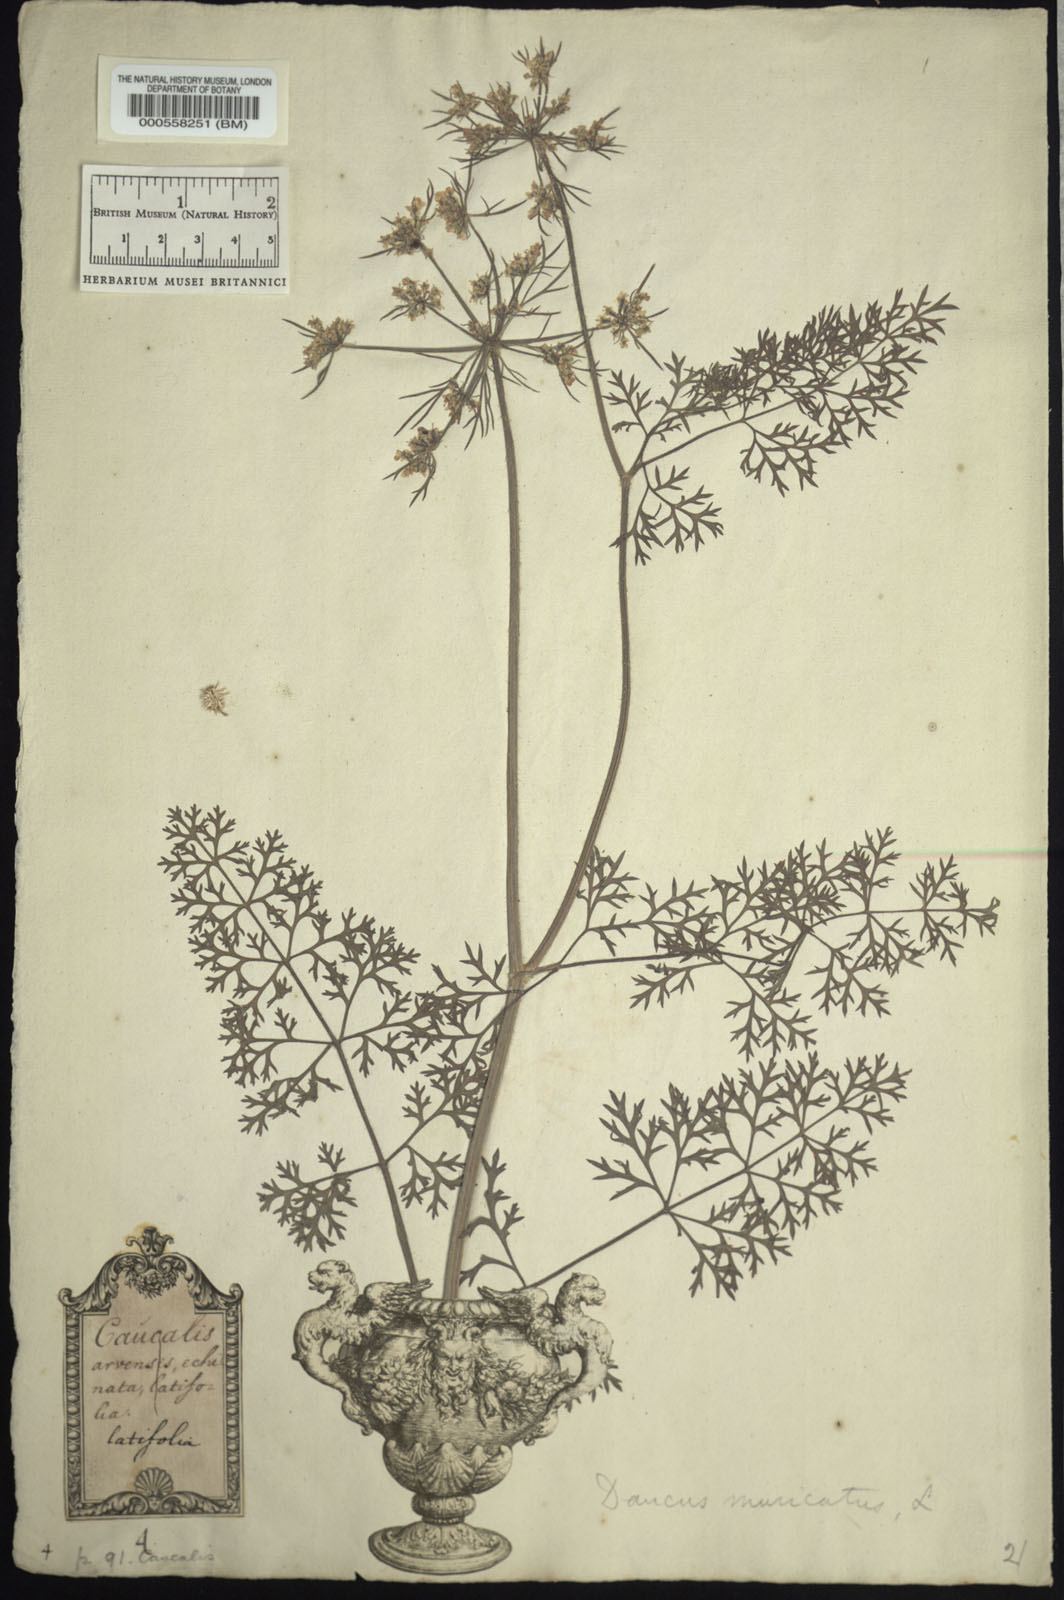 THE NATURAL HISTORY MUSEUM, LONDON
DEPARTMENT OF BOTANY
000558251 (BM)
1 2
BRITISH MUSEUM (NATURAL HISTORY)
1 2 3 4 5
HERBARIUM MUSEI BRITANNICI
Caucalis
arvensis, echi
nata, latifo-
lia.
latifolia
Daucus muricatus, L
4
+ p. 91. Caucalis
21